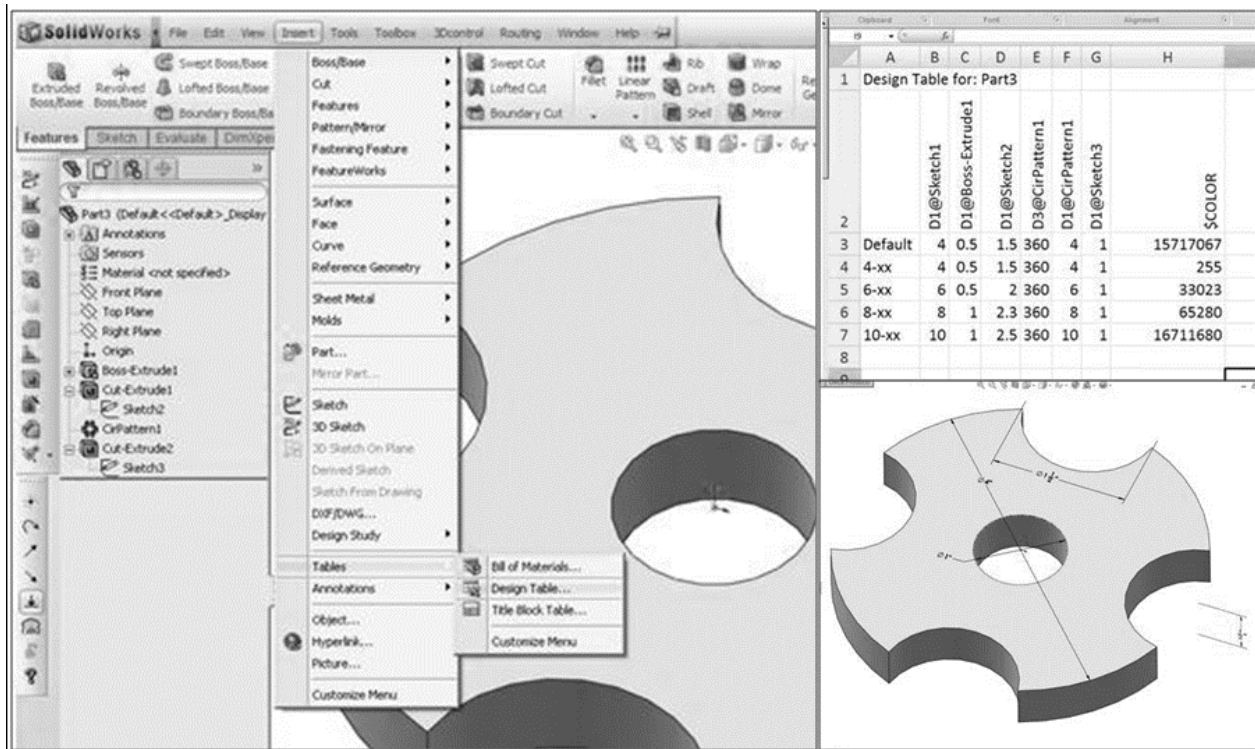 SolidWorks File Edit View Insert Tools Toolbox 3Dcontrol Routing Window Help
Extruded Boss/Base
Revolved Boss/Base
Swept Boss/Base
Lofted Boss/Base
Boundary Boss/Ba
Swept Cut
Lofted Cut
Boundary Cut
Fillet
Linear Pattern
Rib
Draft
Shell
Wrap
Dome
Mirror
Re
Ge
Features Sketch Evaluate DimXpe
Part3 (Default<<Default>_Display
Annotations
Sensors
Material <not specified>
Front Plane
Top Plane
Right Plane
Origin
Boss-Extrude1
Cut-Extrude1
Sketch2
CirPattern1
Cut-Extrude2
Sketch3
Boss/Base
Cut
Features
Pattern/Mirror
Fastening Feature
FeatureWorks
Surface
Face
Curve
Reference Geometry
Sheet Metal
Molds
Part...
Mirror Part...
Sketch
3D Sketch
3D Sketch On Plane
Derived Sketch
Sketch From Drawing
DXF/DWG...
Design Study
Tables
Annotations
Object...
Hyperlink...
Picture...
Customize Menu
Bill of Materials...
Design Table...
Title Block Table...
Customize Menu
Clipboard Font Alignment
I9 fx
A B C D E F G H
1 Design Table for: Part3
2 D1@Sketch1 D1@Boss-Extrude1 D1@Sketch2 D3@CirPattern1 D1@CirPattern1 D1@Sketch3 $COLOR
3 Default 4 0.5 1.5 360 4 1 15717067
4 4-xx 4 0.5 1.5 360 4 1 255
5 6-xx 6 0.5 2 360 6 1 33023
6 8-xx 8 1 2.3 360 8 1 65280
7 10-xx 10 1 2.5 360 10 1 16711680
8
9